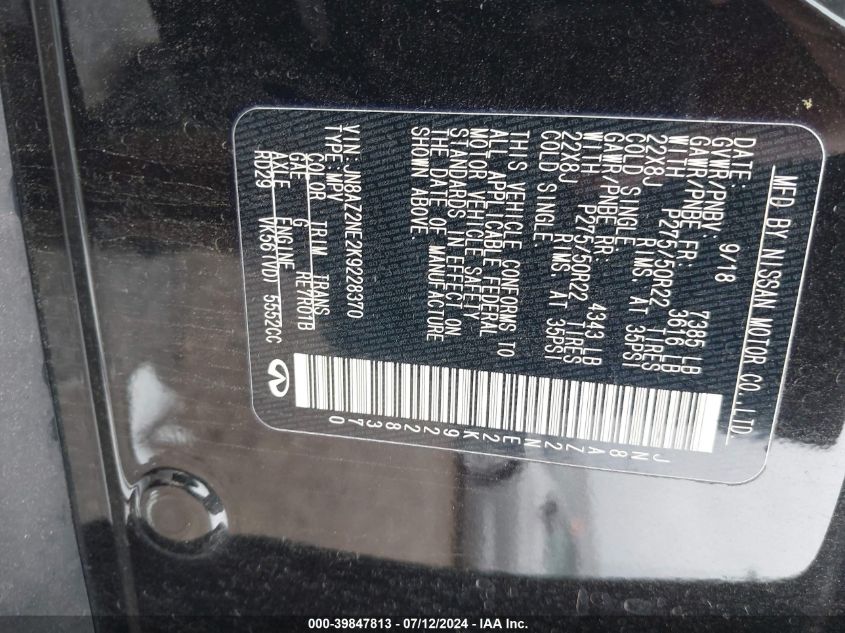 MFD BY NISSAN MOTOR CO.,LTD.
DATE: 9/18
GVWR/PNBV: 7385 LB
GAWR/PNBE FR: 3616 LB
WITH P275/50R22 TIRES
22X8J RIMS, AT 35PSI
COLD SINGLE
GAWR/PNBE RR: 4343 LB
WITH P275/50R22 TIRES
22X8J RIMS AT 35PSI
COLD SINGLE
THIS VEHICLE CONFORMS TO
ALL APPLICABLE FEDERAL
MOTOR VEHICLE SAFETY
STANDARDS IN EFFECT ON
THE DATE OF MANUFACTURE
SHOWN ABOVE.
VIN: JN8AZ2NE2K9228370
TYPE: MPV
COLOR TRIM TRANS
GAE G RE7R01B
AXLE ENGINE
RD29 VK56(VD) 5552CC
JN8AZ2NE2K9228370
000-39847813 - 07/12/2024 - IAA Inc.